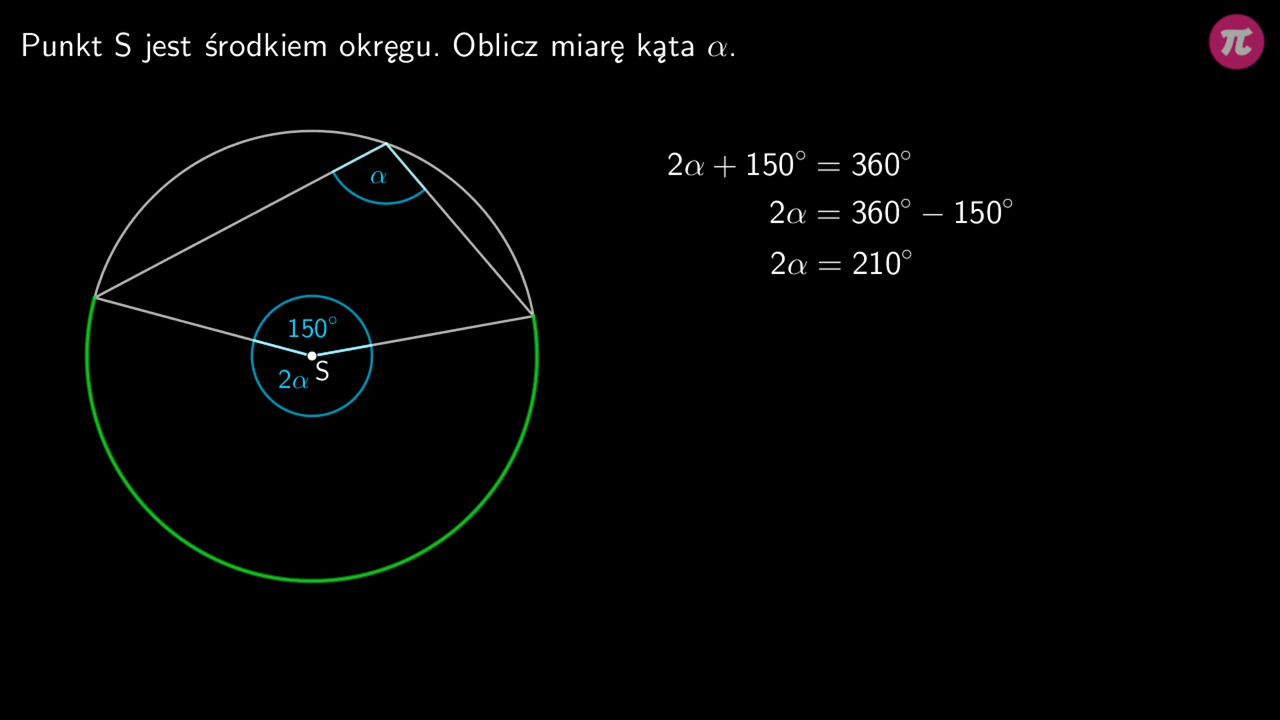 Punkt S jest środkiem okręgu. Oblicz miarę kąta α.
π
α
150°
2α
S
2α + 150° = 360°
2α = 360° − 150°
2α = 210°